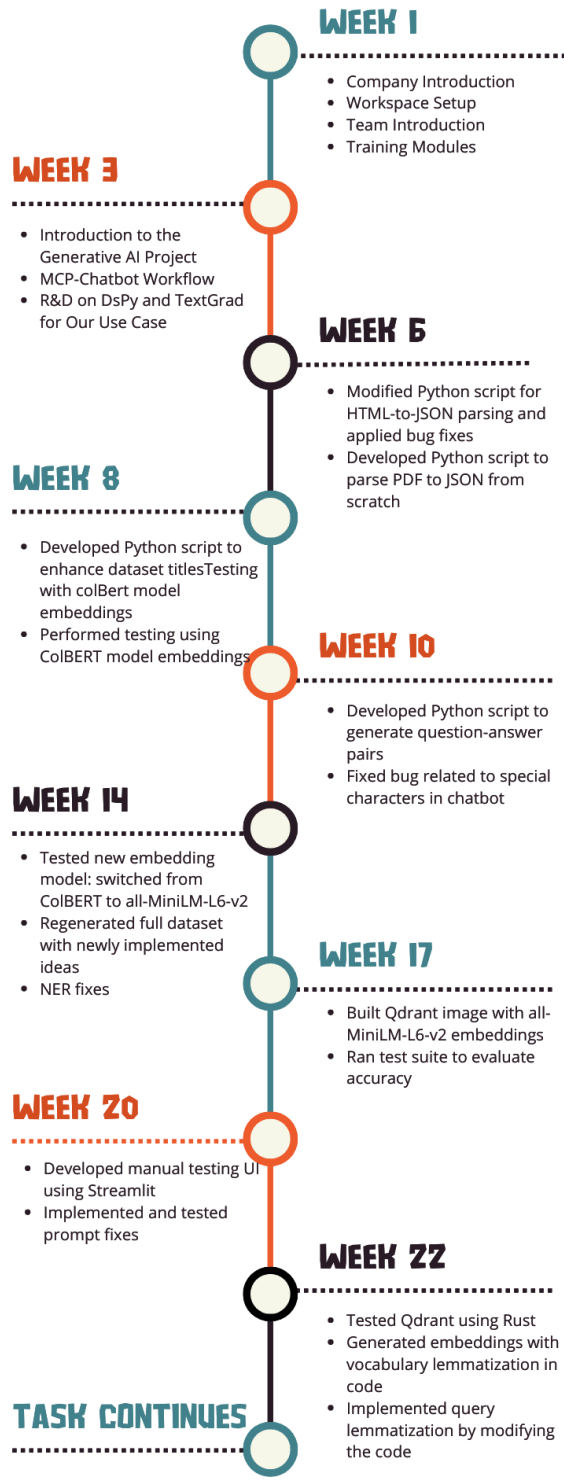 WEEK 1
• Company Introduction
• Workspace Setup
• Team Introduction
• Training Modules
WEEK 3
• Introduction to the
Generative AI Project
• MCP-Chatbot Workflow
• R&D on DsPy and TextGrad
for Our Use Case
WEEK 6
• Modified Python script for
HTML-to-JSON parsing and
applied bug fixes
• Developed Python script to
parse PDF to JSON from
scratch
WEEK 8
• Developed Python script to
enhance dataset titlesTesting
with colBert model
embeddings
• Performed testing using
ColBERT model embeddings
WEEK 10
• Developed Python script to
generate question-answer
pairs
• Fixed bug related to special
characters in chatbot
WEEK 14
• Tested new embedding
model: switched from
ColBERT to all-MiniLM-L6-v2
• Regenerated full dataset
with newly implemented
ideas
• NER fixes
WEEK 17
• Built Qdrant image with all-
MiniLM-L6-v2 embeddings
• Ran test suite to evaluate
accuracy
WEEK 20
• Developed manual testing UI
using Streamlit
• Implemented and tested
prompt fixes
WEEK 22
• Tested Qdrant using Rust
• Generated embeddings with
vocabulary lemmatization in
code
• Implemented query
lemmatization by modifying
the code
TASK CONTINUES